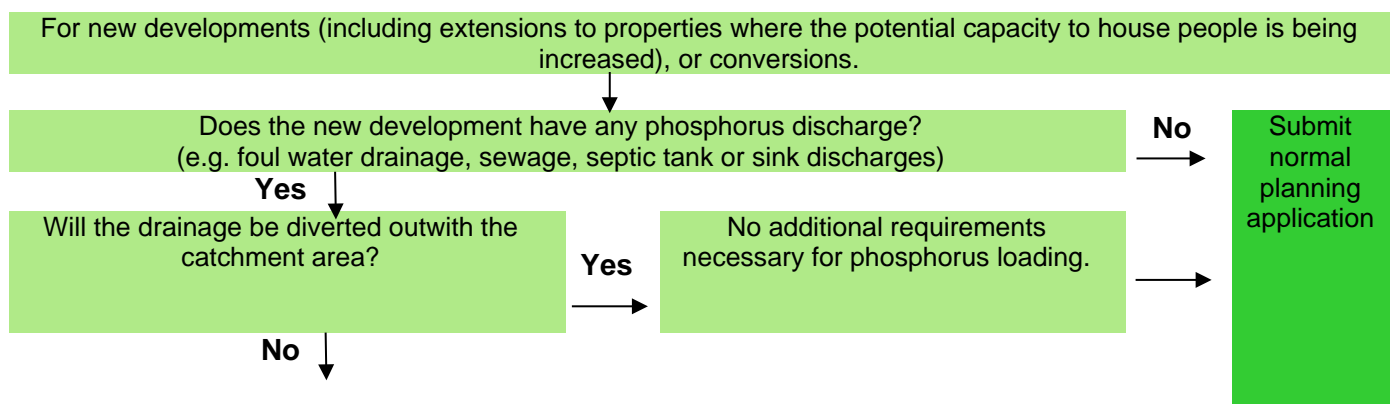 For new developments (including extensions to properties where the potential capacity to house people is being
increased), or conversions.
Does the new development have any phosphorus discharge?
(e.g. foul water drainage, sewage, septic tank or sink discharges)
No
Submit
normal
planning
application
Yes
Will the drainage be diverted outwith the
catchment area?
Yes
No additional requirements
necessary for phosphorus loading.
No